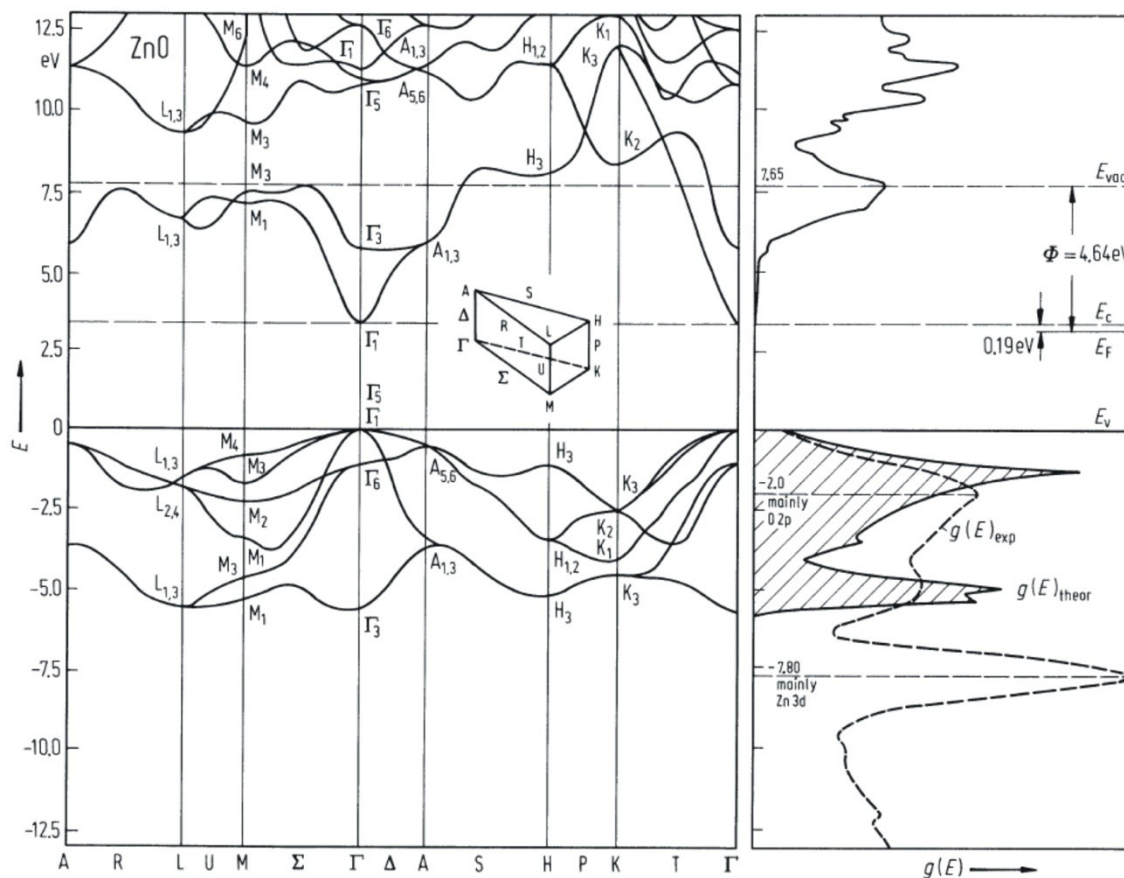 12.5
eV
10.0
7.5
5.0
2.5
0
-2.5
-5.0
-7.5
-10.0
-12.5
E
ZnO
M₆
M₄
M₃
M₃
M₁
L₁,₃
L₁,₃
Γ₆
Γ₁
Γ₅
Γ₃
Γ₁
A₁,₃
A₅,₆
A₁,₃
H₁,₂
H₃
K₁
K₃
K₂
A
S
Δ
R
L
H
T
P
Γ
U
K
Σ
M
Γ₅
Γ₁
Γ₆
Γ₃
L₁,₃
L₂,₄
L₁,₃
M₄
M₃
M₂
M₁
M₃
M₁
A₅,₆
A₁,₃
H₃
H₁,₂
H₃
K₃
K₂
K₁
K₃
A R L U M Σ Γ Δ A S H P K T Γ
7.65
E_vac
Φ = 4.64eV
E_c
0.19eV
E_F
E_v
-2.0
mainly
O 2p
g(E)exp
g(E)theor
-7.80
mainly
Zn 3d
g(E)